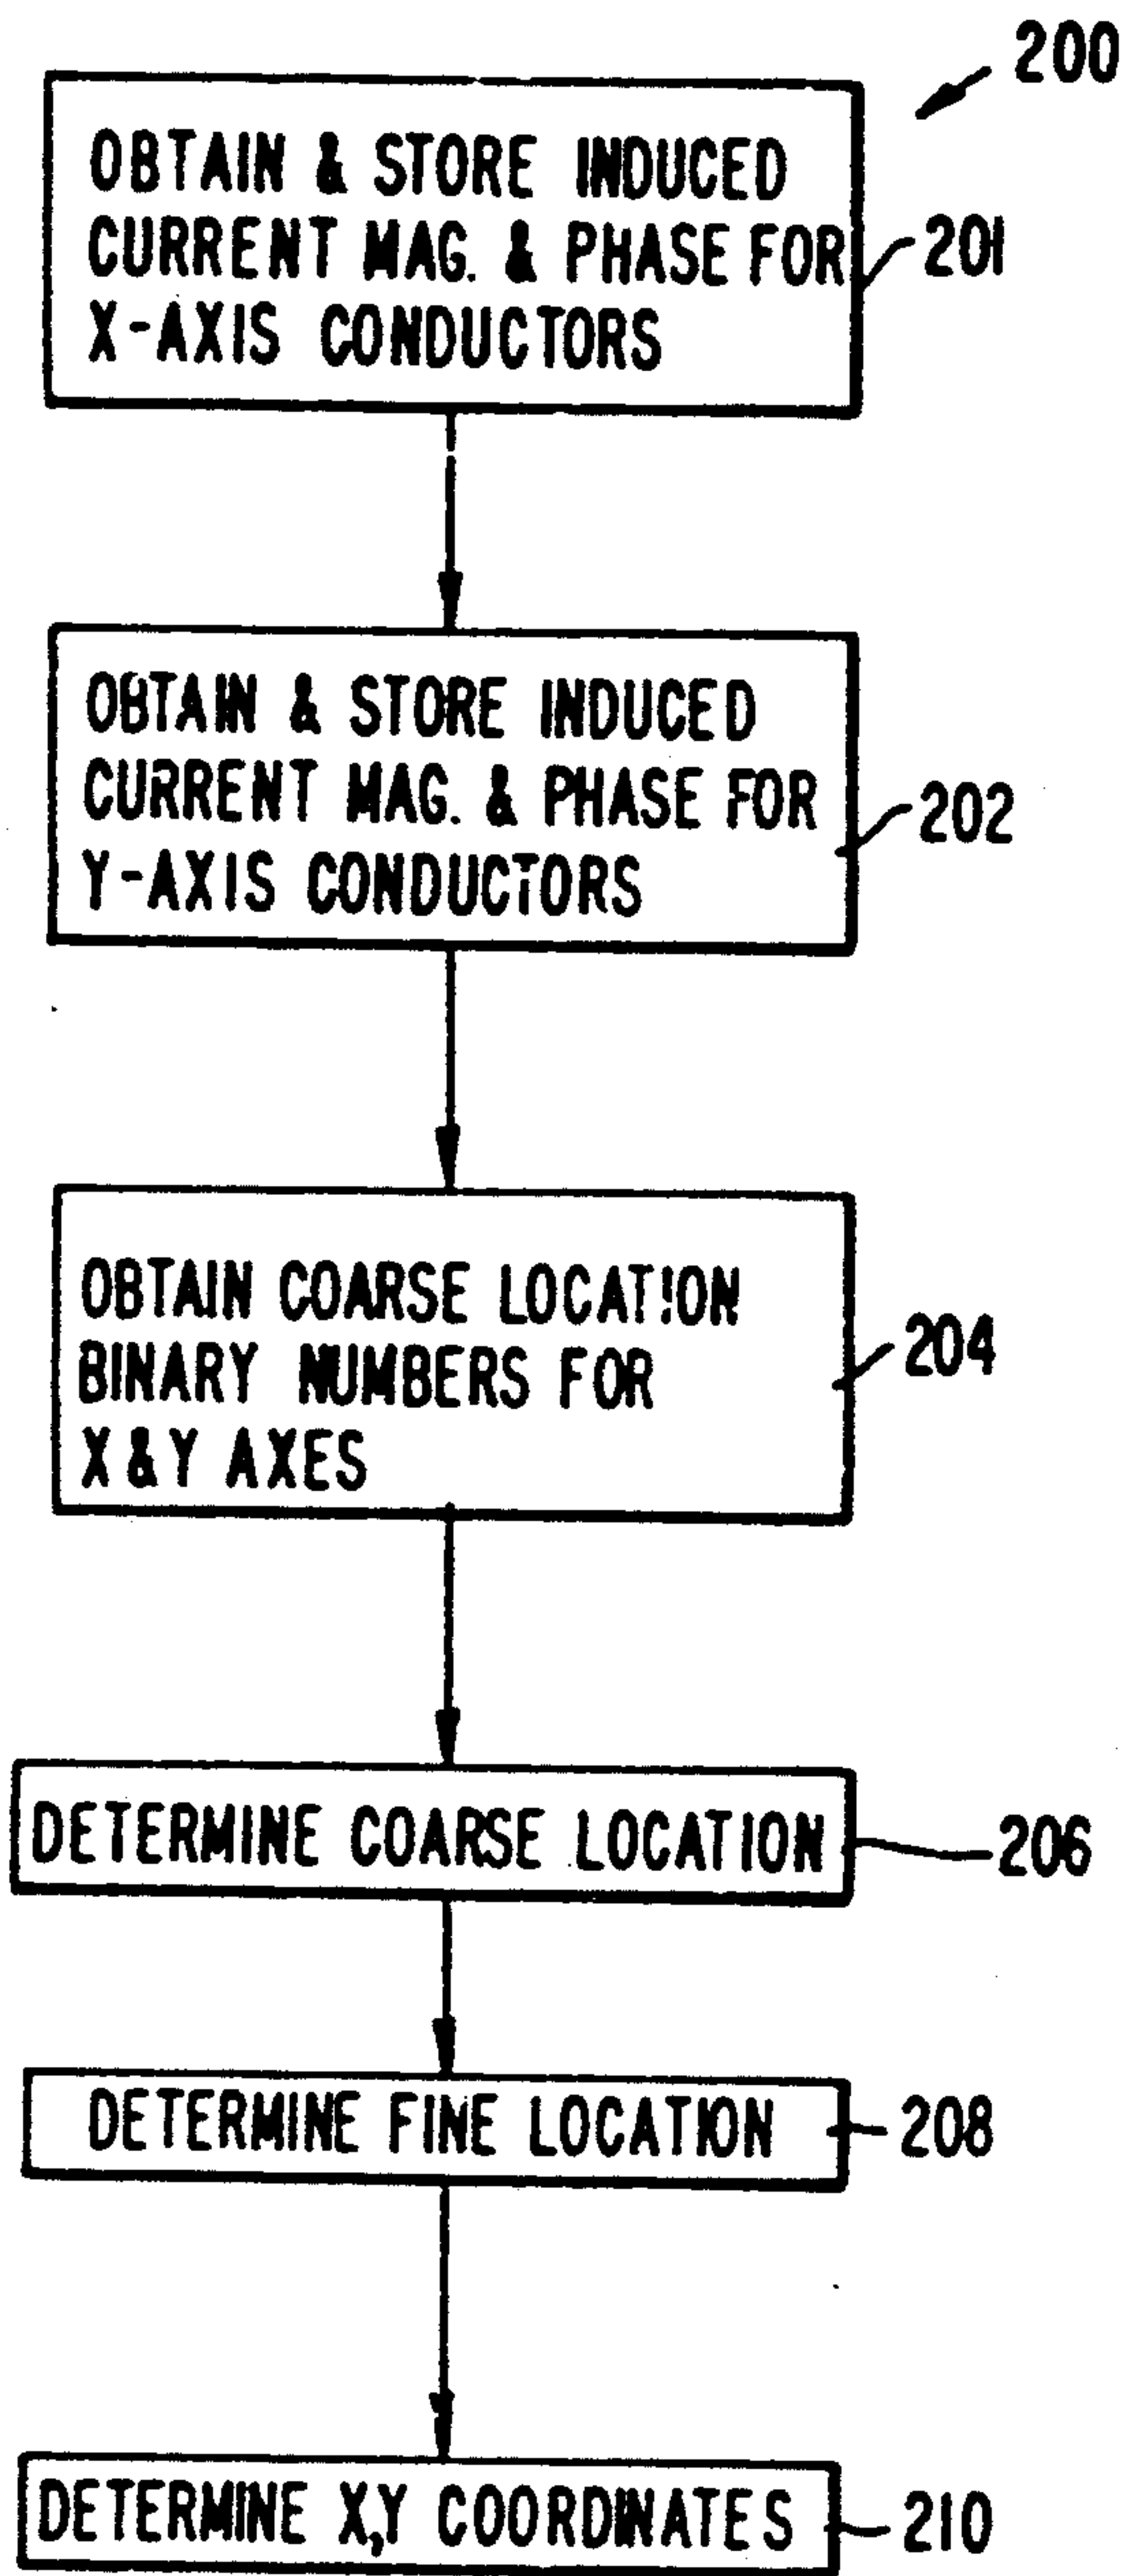 200
OBTAIN & STORE INDUCED
CURRENT MAG. & PHASE FOR
X-AXIS CONDUCTORS
201
OBTAIN & STORE INDUCED
CURRENT MAG. & PHASE FOR
Y-AXIS CONDUCTORS
202
OBTAIN COARSE LOCATION
BINARY NUMBERS FOR
X & Y AXES
204
DETERMINE COARSE LOCATION
206
DETERMINE FINE LOCATION
208
DETERMINE X,Y COORDINATES
210